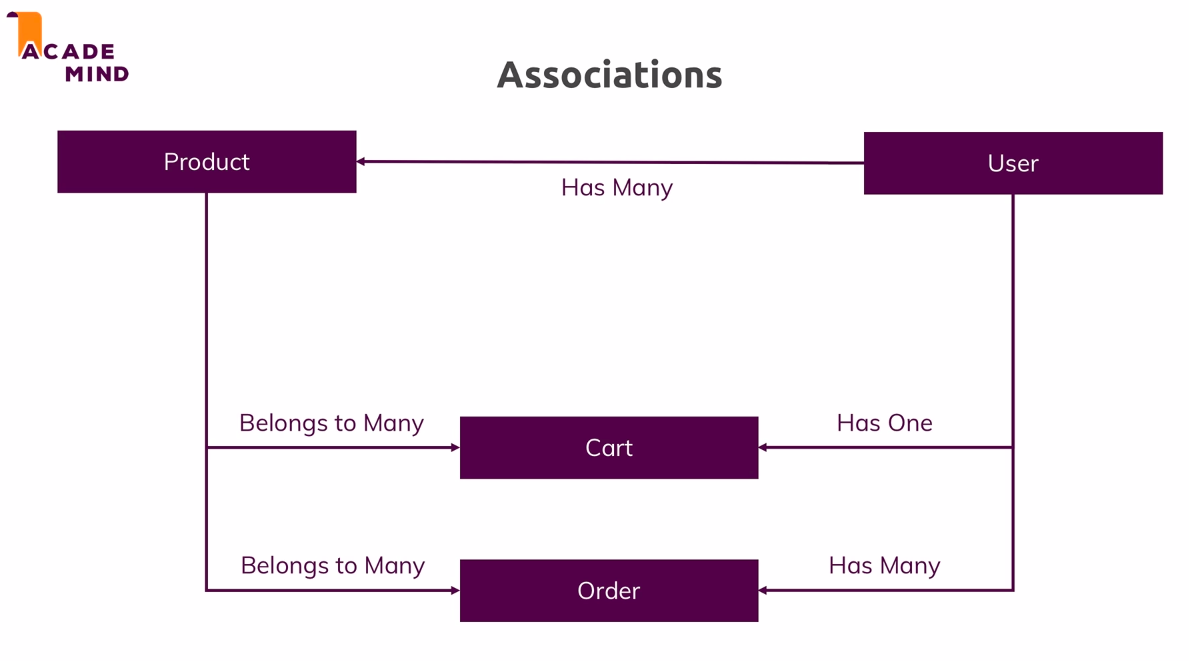 ACADE
MIND
Associations
Product
User
Has Many
Belongs to Many
Has One
Cart
Belongs to Many
Has Many
Order